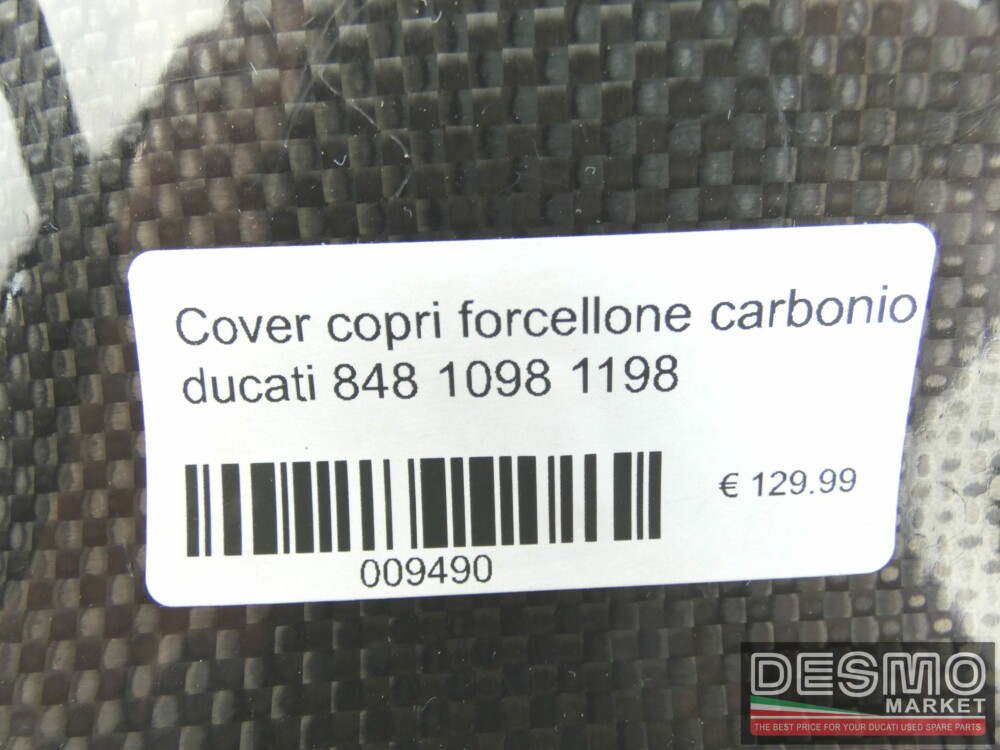 Cover copri forcellone carbonio
ducati 848 1098 1198
€ 129.99
009490
DESMO
MARKET
THE BEST PRICE FOR YOUR DUCATI USED SPARE PARTS